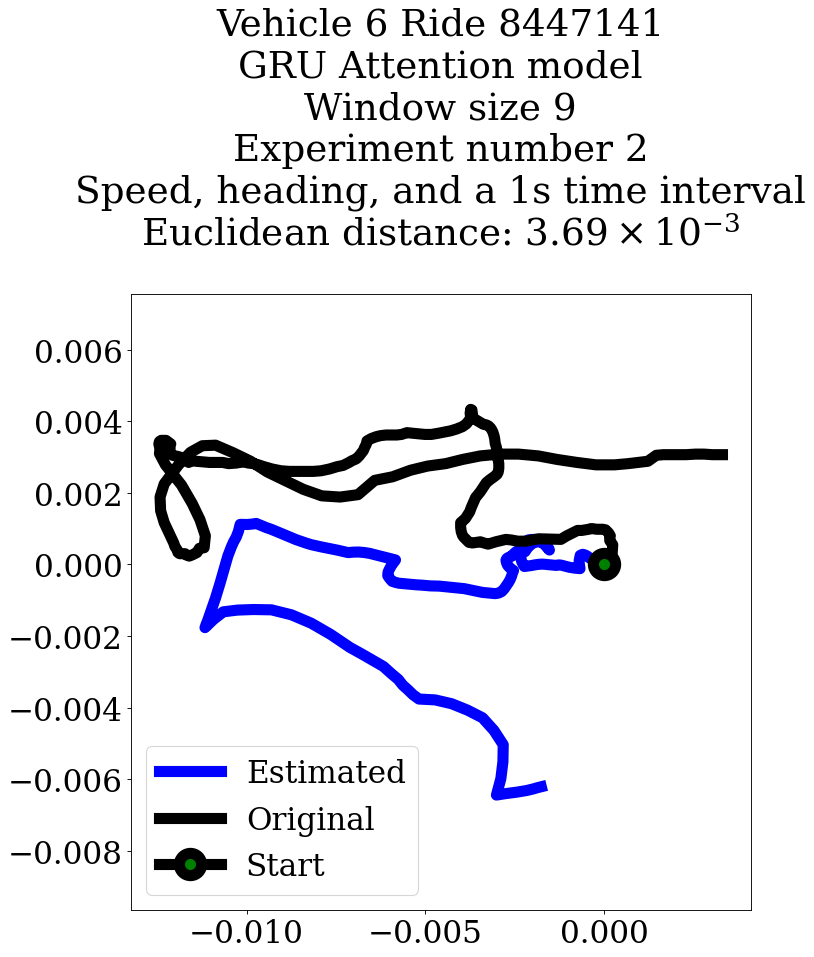 Vehicle 6 Ride 8447141
GRU Attention model
Window size 9
Experiment number 2
Speed, heading, and a 1s time interval
Euclidean distance: 3.69 × 10⁻³
0.006
0.004
0.002
0.000
−0.002
−0.004
−0.006
−0.008
Estimated
Original
Start
−0.010
−0.005
0.000